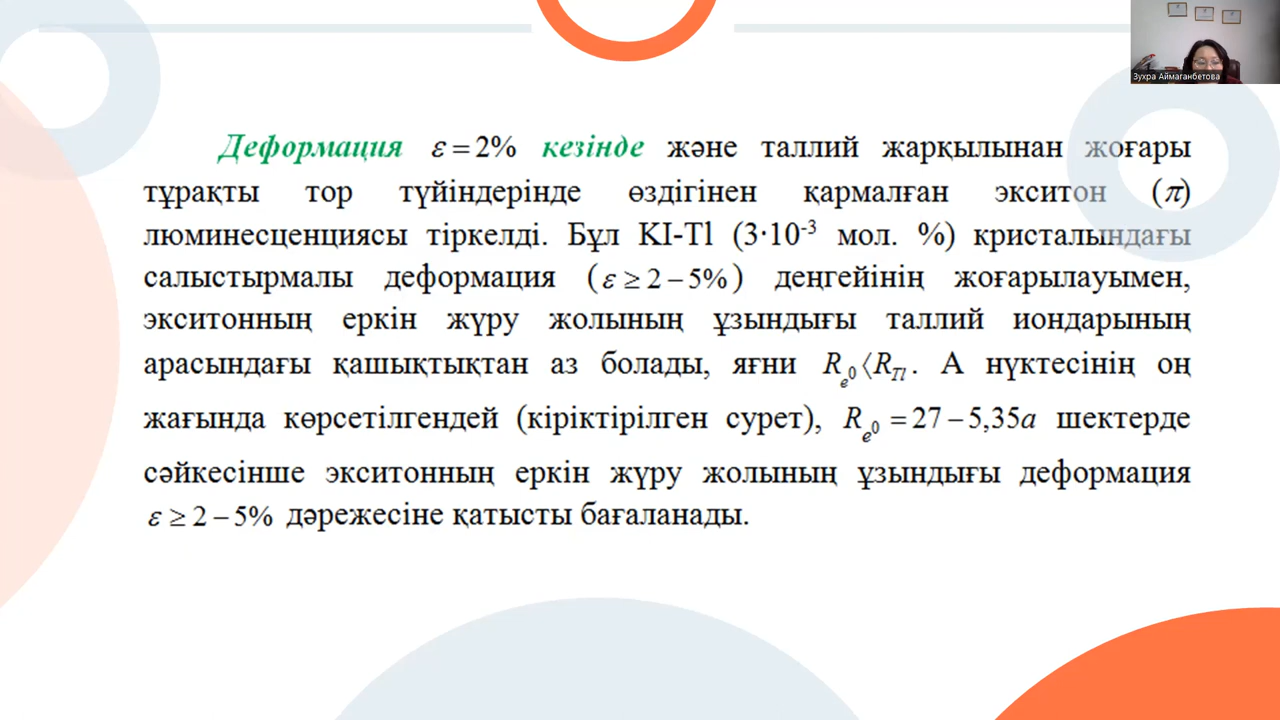 Зухра Аймаганбетова
Деформация ε = 2% кезінде және таллий жарқылынан жоғары
тұрақты тор түйіндерінде өздігінен қармалған экситон (π)
люминесценциясы тіркелді. Бұл KI-Tl (3·10⁻³ мол. %) кристалындағы
салыстырмалы деформация (ε ≥ 2 – 5%) деңгейінің жоғарылауымен,
экситонның еркін жүру жолының ұзындығы таллий иондарының
арасындағы қашықтықтан аз болады, яғни R_e⁰ ⟨ R_Tl. А нүктесінің оң
жағында көрсетілгендей (кіріктірілген сурет), R_e⁰ = 27 – 5,35a шектерде
сәйкесінше экситонның еркін жүру жолының ұзындығы деформация
ε ≥ 2 – 5% дәрежесіне қатысты бағаланады.